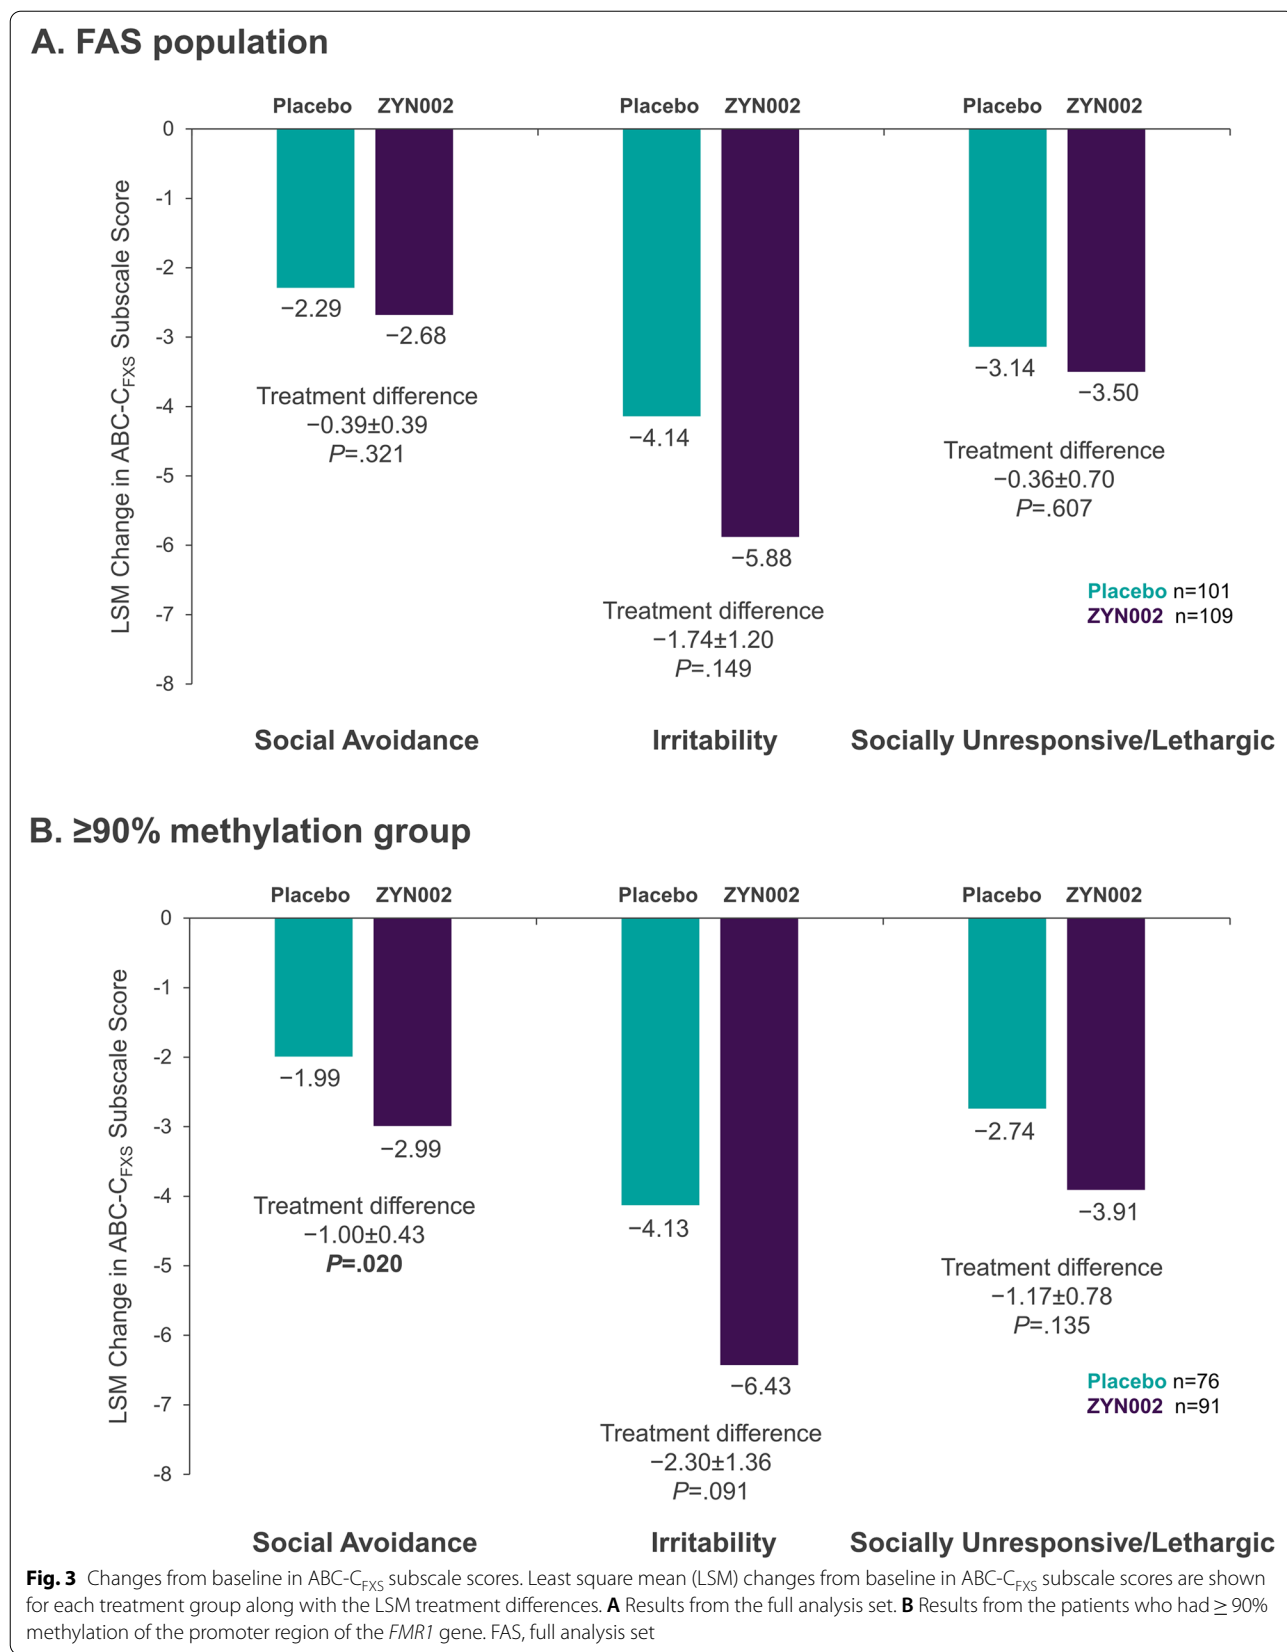 A. FAS population
Placebo ZYN002 Placebo ZYN002 Placebo ZYN002
LSM Change in ABC-CFXS Subscale Score
0
-1
-2
-3
-4
-5
-6
-7
-8
−2.29
−2.68
Treatment difference
−0.39±0.39
P=.321
−4.14
−5.88
Treatment difference
−1.74±1.20
P=.149
−3.14
−3.50
Treatment difference
−0.36±0.70
P=.607
Placebo n=101
ZYN002 n=109
Social Avoidance Irritability Socially Unresponsive/Lethargic
B. ≥90% methylation group
Placebo ZYN002 Placebo ZYN002 Placebo ZYN002
LSM Change in ABC-CFXS Subscale Score
0
-1
-2
-3
-4
-5
-6
-7
-8
−1.99
−2.99
Treatment difference
−1.00±0.43
P=.020
−4.13
−6.43
Treatment difference
−2.30±1.36
P=.091
−2.74
−3.91
Treatment difference
−1.17±0.78
P=.135
Placebo n=76
ZYN002 n=91
Social Avoidance Irritability Socially Unresponsive/Lethargic
Fig. 3 Changes from baseline in ABC-CFXS subscale scores. Least square mean (LSM) changes from baseline in ABC-CFXS subscale scores are shown
for each treatment group along with the LSM treatment differences. A Results from the full analysis set. B Results from the patients who had ≥ 90%
methylation of the promoter region of the FMR1 gene. FAS, full analysis set